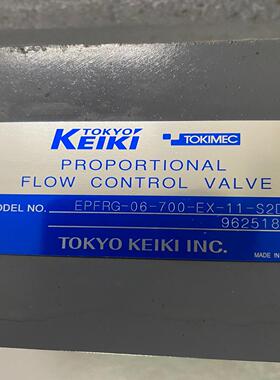 TOKYO
KEIKI TOKIMEC
PROPORTIONAL
FLOW CONTROL VALVE
ODEL NO. EPFRG-06-700-EX-11-S2D
962518
TOKYO KEIKI INC.
MADE IN